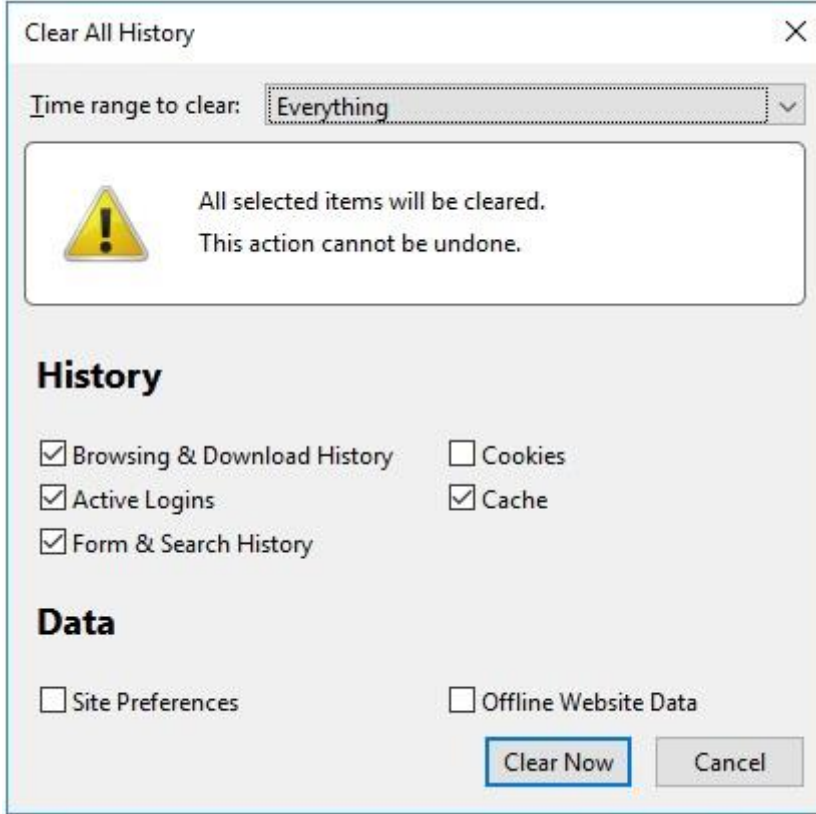 Clear All History
Time range to clear: Everything
All selected items will be cleared.
This action cannot be undone.
History
Browsing & Download History Cookies
Active Logins Cache
Form & Search History
Data
Site Preferences Offline Website Data
Clear Now Cancel